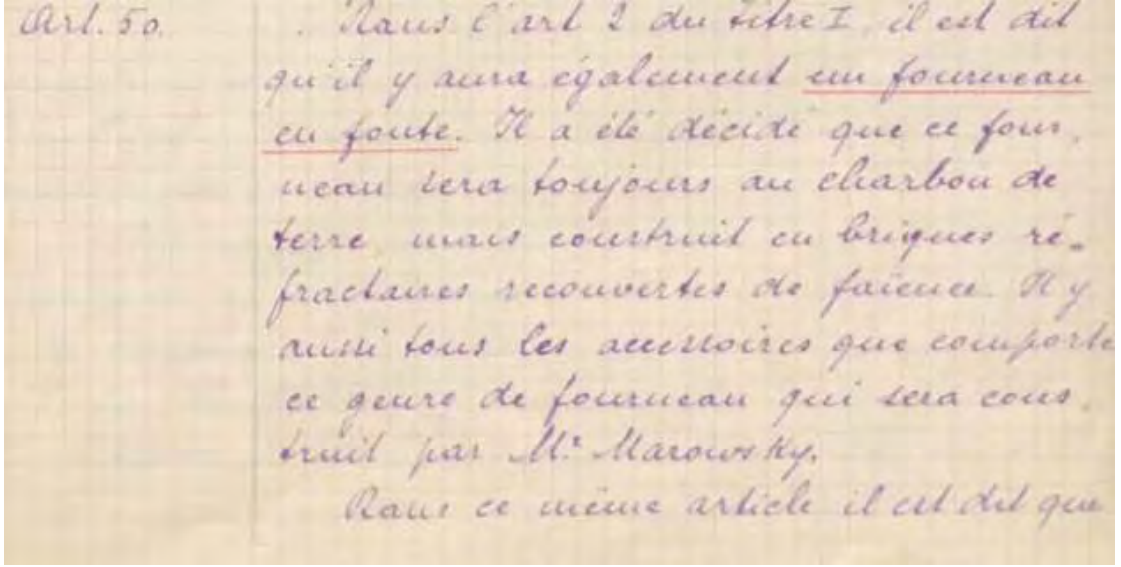 Art. 50. Dans l'art 2 du titre I, il est dit
qu'il y aura également un fourneau
en fonte. Il a été décidé que ce four,
neau sera toujours au charbon de
terre, mais construit en briques ré-
fractaires recouvertes de faïence. Il y
aussi tous les accessoires que comporte
ce genre de fourneau qui sera cons,
truit par Mr Marowsky.
Dans ce même article il est dit que